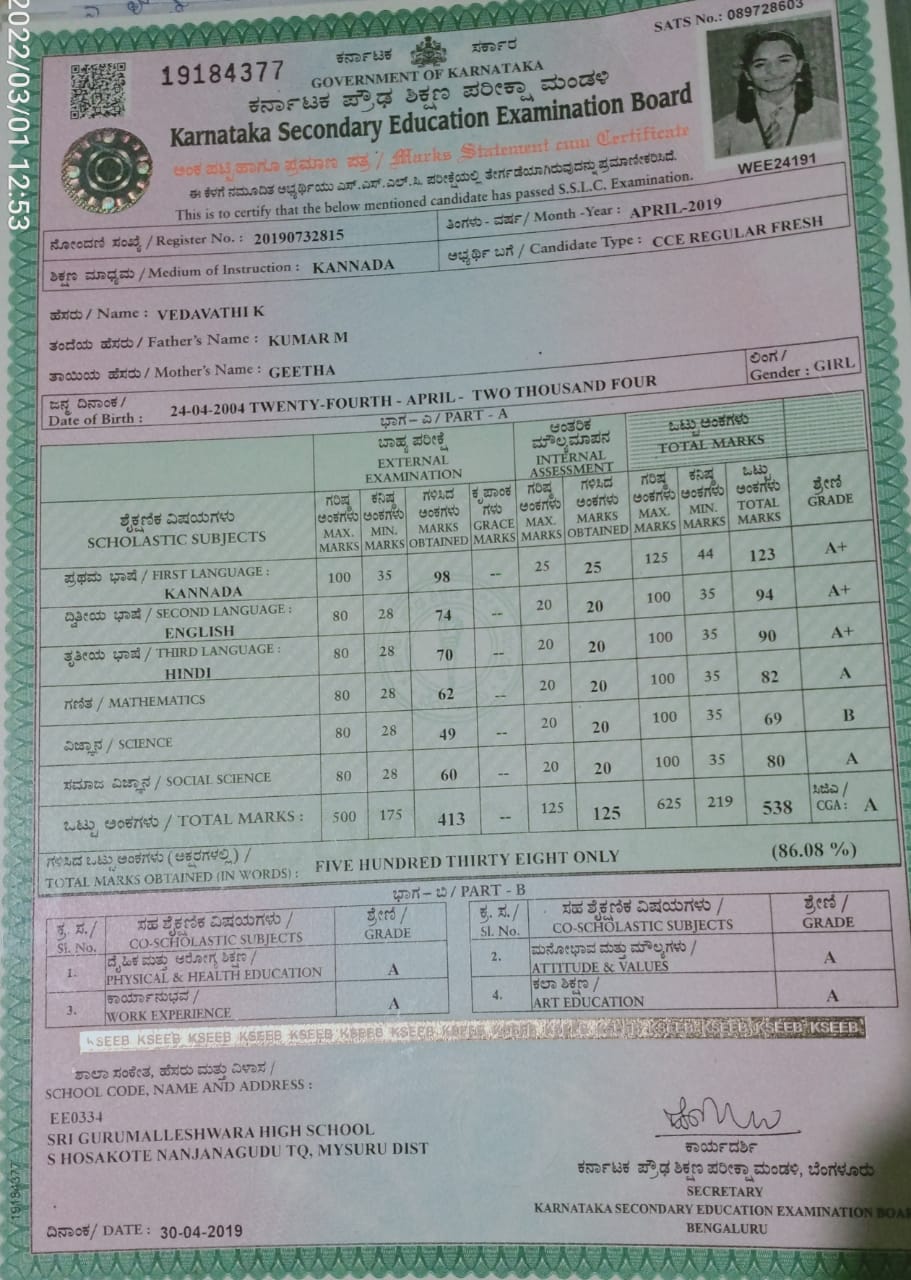 2022/03/01 12:53
SATS No.: 089728603
19184377
ಕರ್ನಾಟಕ ಸರ್ಕಾರ
GOVERNMENT OF KARNATAKA
ಕರ್ನಾಟಕ ಪ್ರೌಢ ಶಿಕ್ಷಣ ಪರೀಕ್ಷಾ ಮಂಡಳಿ
Karnataka Secondary Education Examination Board
ಅಂಕ ಪಟ್ಟಿ ಹಾಗೂ ಪ್ರಮಾಣ ಪತ್ರ / Marks Statement cum Certificate
WEE24191
ಈ ಕೆಳಗೆ ನಮೂದಿತ ಅಭ್ಯರ್ಥಿಯು ಎಸ್.ಎಸ್.ಎಲ್.ಸಿ. ಪರೀಕ್ಷೆಯಲ್ಲಿ ತೇರ್ಗಡೆಯಾಗಿರುವುದನ್ನು ಪ್ರಮಾಣೀಕರಿಸಿದೆ.
This is to certify that the below mentioned candidate has passed S.S.L.C. Examination.
ನೋಂದಣಿ ಸಂಖ್ಯೆ / Register No. : 20190732815
ತಿಂಗಳು - ವರ್ಷ / Month -Year : APRIL-2019
ಶಿಕ್ಷಣ ಮಾಧ್ಯಮ / Medium of Instruction : KANNADA
ಅಭ್ಯರ್ಥಿ ಬಗೆ / Candidate Type : CCE REGULAR FRESH
ಹೆಸರು / Name : VEDAVATHI K
ತಂದೆಯ ಹೆಸರು / Father's Name : KUMAR M
ತಾಯಿಯ ಹೆಸರು / Mother's Name : GEETHA
ಲಿಂಗ /
Gender : GIRL
ಜನ್ಮ ದಿನಾಂಕ /
Date of Birth : 24-04-2004 TWENTY-FOURTH - APRIL - TWO THOUSAND FOUR
ಭಾಗ - ಎ / PART - A
ಶೈಕ್ಷಣಿಕ ವಿಷಯಗಳು
SCHOLASTIC SUBJECTS
ಬಾಹ್ಯ ಪರೀಕ್ಷೆ
EXTERNAL
EXAMINATION
ಆಂತರಿಕ
ಮೌಲ್ಯಮಾಪನ
INTERNAL
ASSESSMENT
ಒಟ್ಟು ಅಂಕಗಳು
TOTAL MARKS
ಗರಿಷ್ಠ ಅಂಕಗಳು MAX. MARKS
ಕನಿಷ್ಠ ಅಂಕಗಳು MIN. MARKS
ಗಳಿಸಿದ ಅಂಕಗಳು MARKS OBTAINED
ಕೃಪಾಂಕಗಳು GRACE MARKS
ಗರಿಷ್ಠ ಅಂಕಗಳು MAX. MARKS
ಗಳಿಸಿದ ಅಂಕಗಳು MARKS OBTAINED
ಗರಿಷ್ಠ ಅಂಕಗಳು MAX. MARKS
ಕನಿಷ್ಠ ಅಂಕಗಳು MIN. MARKS
ಒಟ್ಟು ಅಂಕಗಳು TOTAL MARKS
ಶ್ರೇಣಿ GRADE
ಪ್ರಥಮ ಭಾಷೆ / FIRST LANGUAGE :
KANNADA 100 35 98 -- 25 25 125 44 123 A+
ದ್ವಿತೀಯ ಭಾಷೆ / SECOND LANGUAGE :
ENGLISH 80 28 74 -- 20 20 100 35 94 A+
ತೃತೀಯ ಭಾಷೆ / THIRD LANGUAGE :
HINDI 80 28 70 -- 20 20 100 35 90 A+
ಗಣಿತ / MATHEMATICS 80 28 62 -- 20 20 100 35 82 A
ವಿಜ್ಞಾನ / SCIENCE 80 28 49 -- 20 20 100 35 69 B
ಸಮಾಜ ವಿಜ್ಞಾನ / SOCIAL SCIENCE 80 28 60 -- 20 20 100 35 80 A
ಒಟ್ಟು ಅಂಕಗಳು / TOTAL MARKS : 500 175 413 -- 125 125 625 219 538 ಸಿಜಿಎ / CGA : A
ಗಳಿಸಿದ ಒಟ್ಟು ಅಂಕಗಳು (ಅಕ್ಷರಗಳಲ್ಲಿ) /
TOTAL MARKS OBTAINED (IN WORDS) : FIVE HUNDRED THIRTY EIGHT ONLY (86.08 %)
ಭಾಗ - ಬಿ / PART - B
ಕ್ರ. ಸ. / Sl. No. ಸಹ ಶೈಕ್ಷಣಿಕ ವಿಷಯಗಳು / CO-SCHOLASTIC SUBJECTS ಶ್ರೇಣಿ / GRADE
ಕ್ರ. ಸ. / Sl. No. ಸಹ ಶೈಕ್ಷಣಿಕ ವಿಷಯಗಳು / CO-SCHOLASTIC SUBJECTS ಶ್ರೇಣಿ / GRADE
1. ದೈಹಿಕ ಮತ್ತು ಆರೋಗ್ಯ ಶಿಕ್ಷಣ / PHYSICAL & HEALTH EDUCATION A
2. ಮನೋಭಾವ ಮತ್ತು ಮೌಲ್ಯಗಳು / ATTITUDE & VALUES A
3. ಕಾರ್ಯಾನುಭವ / WORK EXPERIENCE A
4. ಕಲಾ ಶಿಕ್ಷಣ / ART EDUCATION A
KSEEB KSEEB KSEEB KSEEB KSEEB KSEEB KSEEB KSEEB KSEEB KSEEB KSEEB KSEEB KSEEB KSEEB KSEEB
ಶಾಲಾ ಸಂಕೇತ, ಹೆಸರು ಮತ್ತು ವಿಳಾಸ /
SCHOOL CODE, NAME AND ADDRESS :
EE0334
SRI GURUMALLESHWARA HIGH SCHOOL
S HOSAKOTE NANJANAGUDU TQ, MYSURU DIST
ಕಾರ್ಯದರ್ಶಿ
ಕರ್ನಾಟಕ ಪ್ರೌಢ ಶಿಕ್ಷಣ ಪರೀಕ್ಷಾ ಮಂಡಳಿ, ಬೆಂಗಳೂರು
SECRETARY
KARNATAKA SECONDARY EDUCATION EXAMINATION BOA
BENGALURU
19184377
ದಿನಾಂಕ / DATE : 30-04-2019